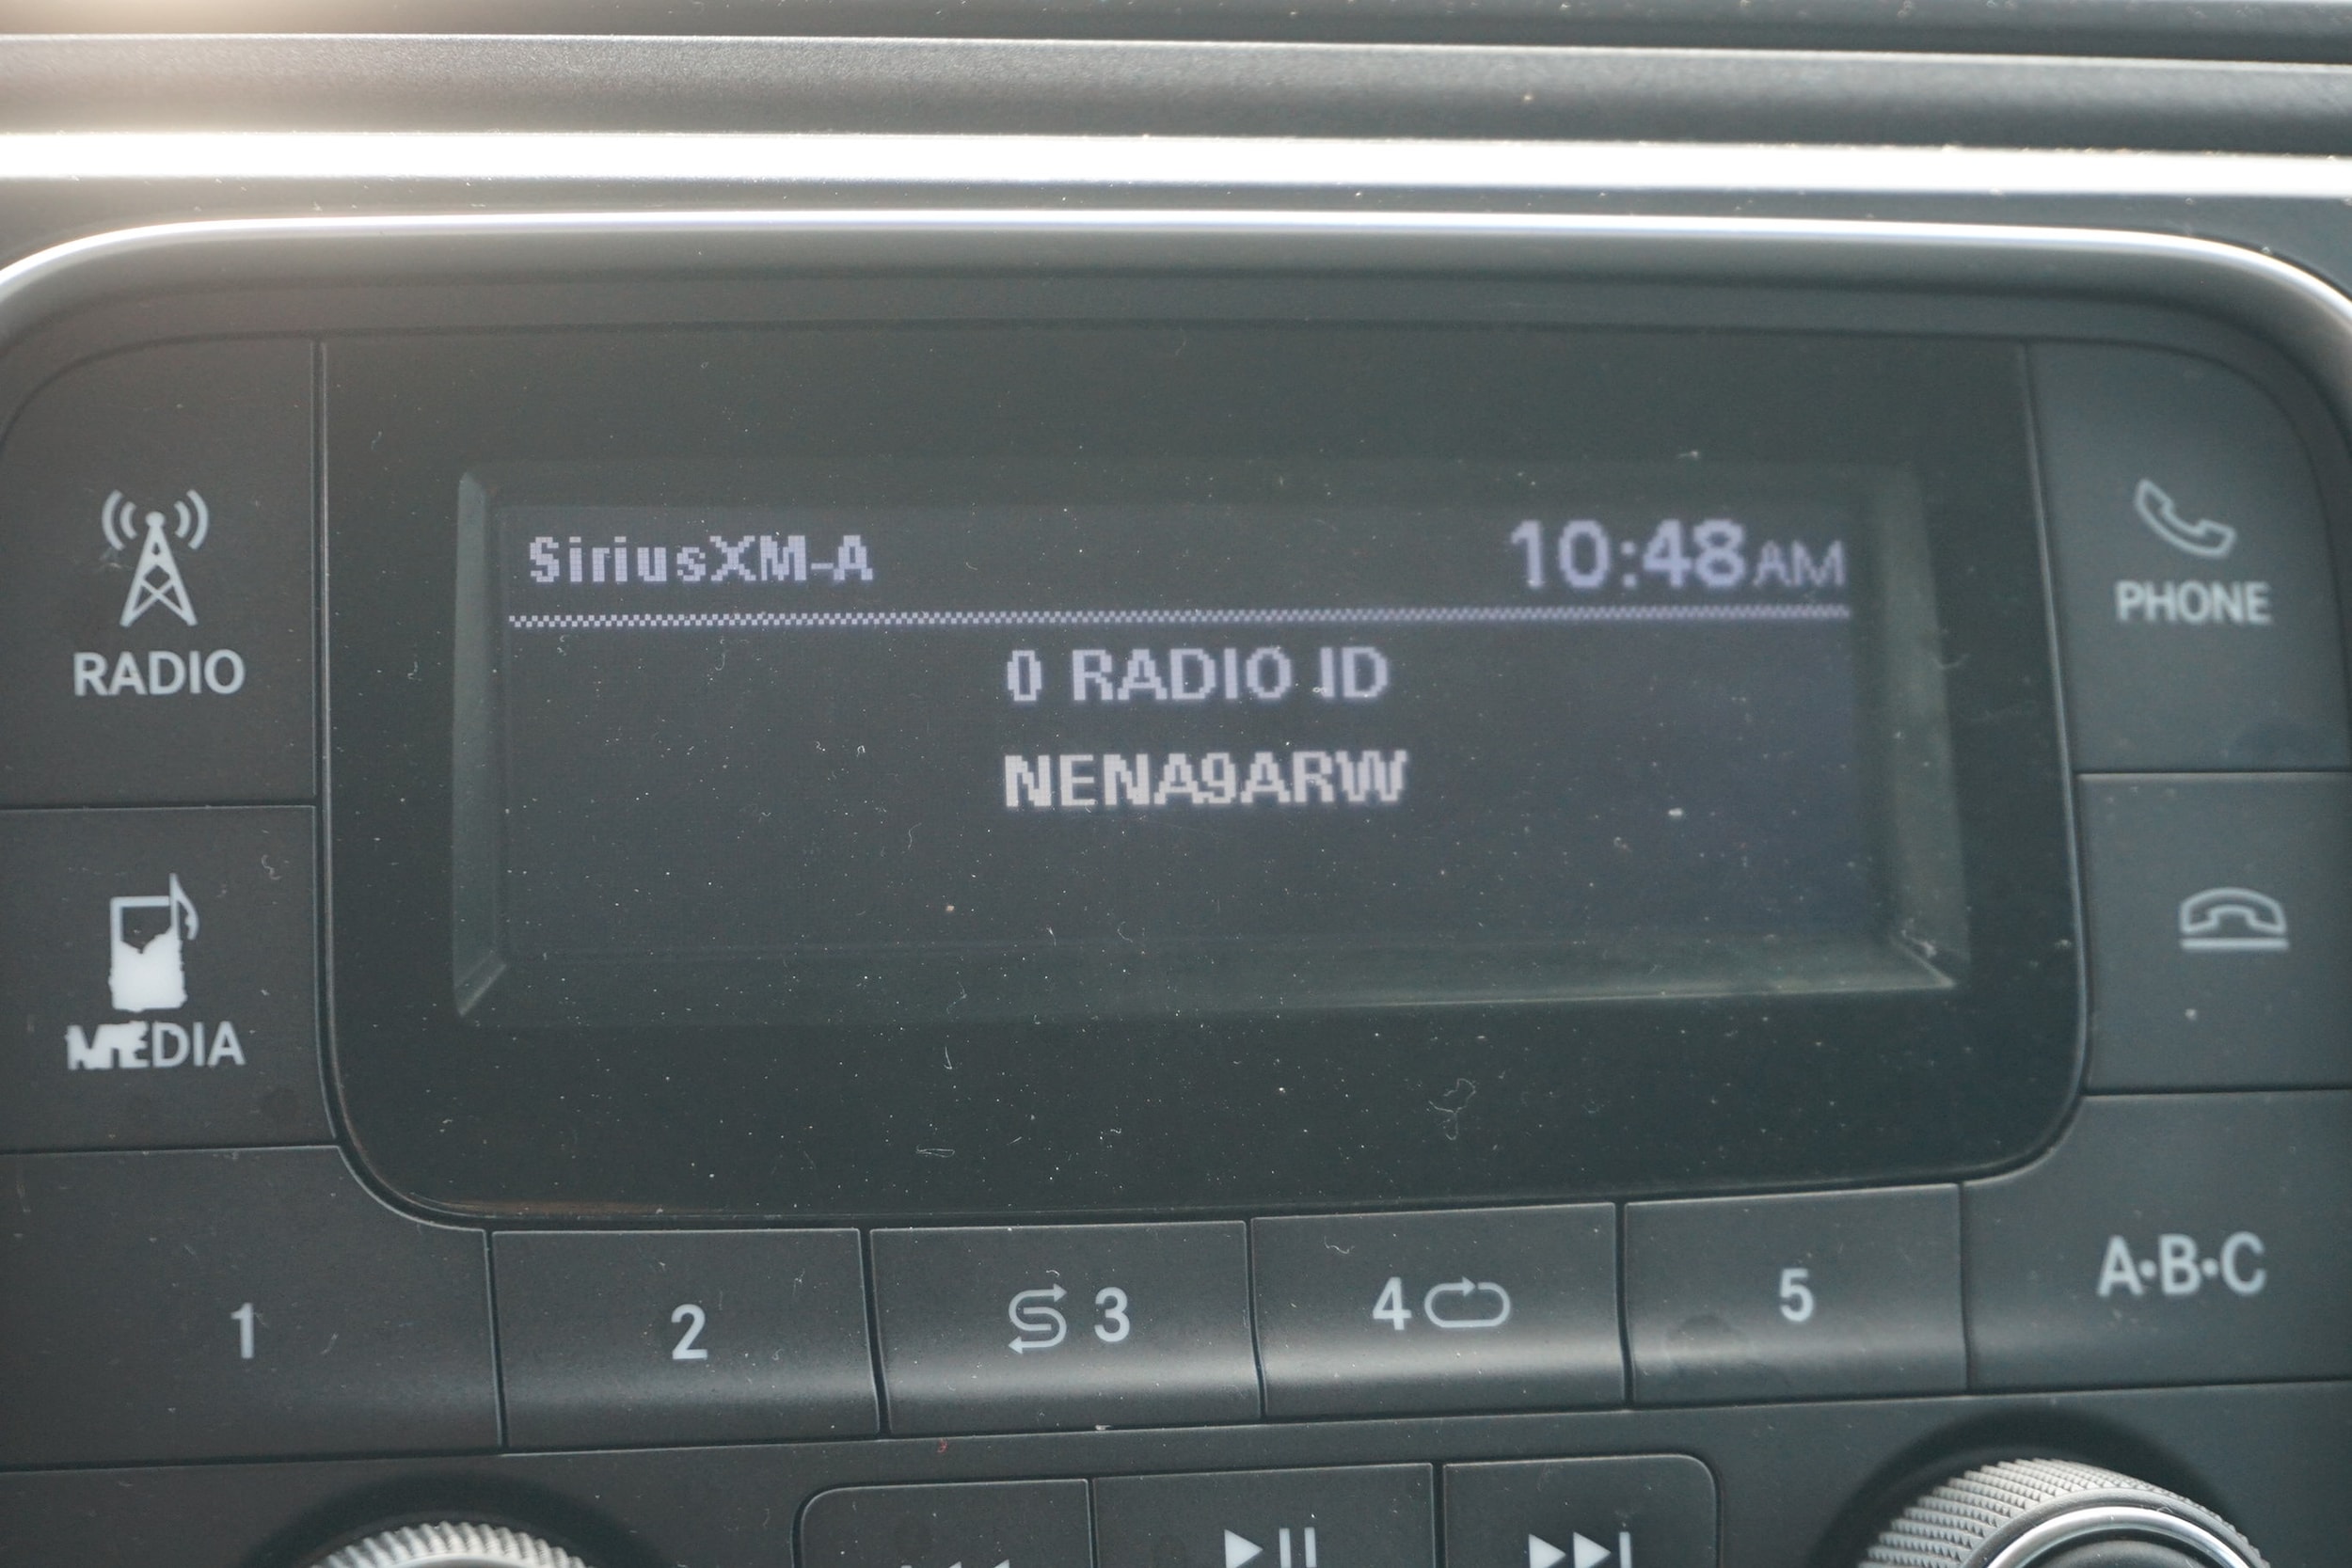 SiriusXM-A 10:48AM
0 RADIO ID
NENA9ARW
RADIO
PHONE
MEDIA
1
2
3
4
5
A•B•C